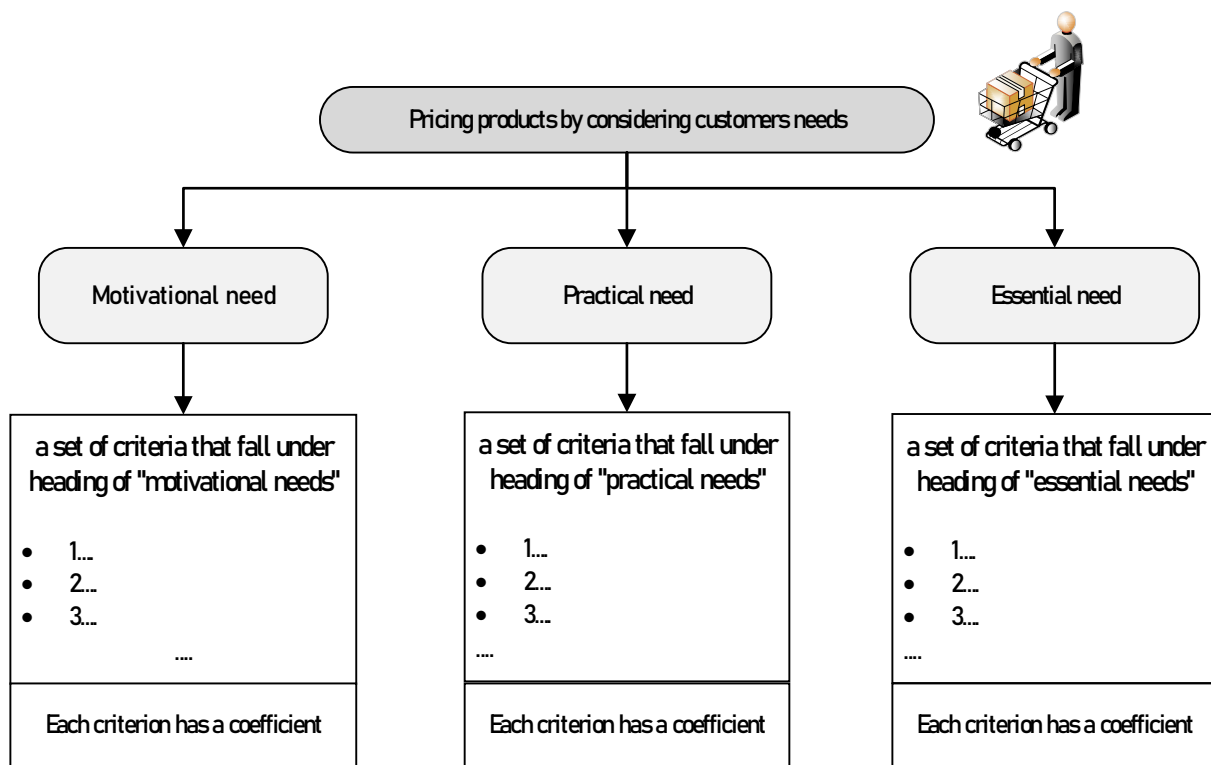 Pricing products by considering customers needs
Motivational need
Practical need
Essential need
a set of criteria that fall under
heading of "motivational needs"
• 1....
• 2....
• 3....
....
Each criterion has a coefficient
a set of criteria that fall under
heading of "practical needs"
• 1....
• 2....
• 3....
....
Each criterion has a coefficient
a set of criteria that fall under
heading of "essential needs"
• 1....
• 2....
• 3....
....
Each criterion has a coefficient